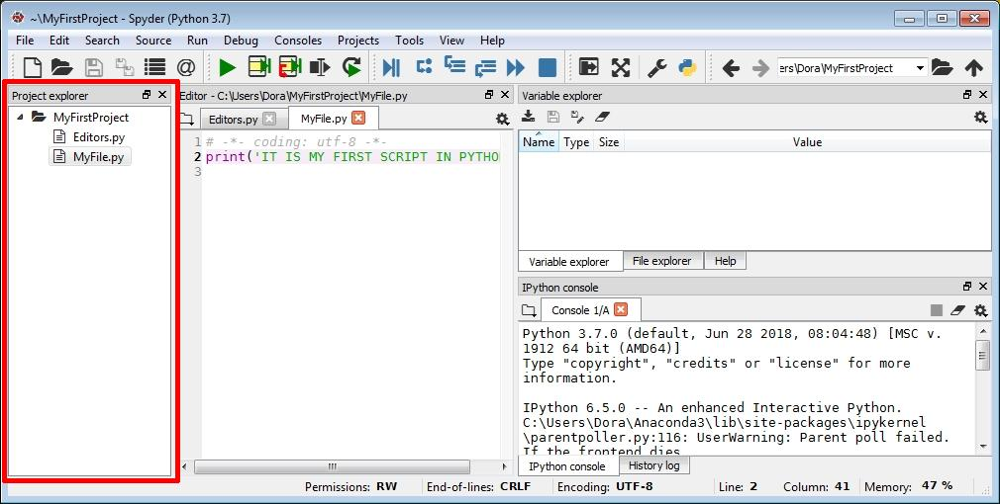 ~\MyFirstProject - Spyder (Python 3.7)
File Edit Search Source Run Debug Consoles Projects Tools View Help
ers\Dora\MyFirstProject
Project explorer
MyFirstProject
Editors.py
MyFile.py
Editor - C:\Users\Dora\MyFirstProject\MyFile.py
Editors.py MyFile.py
1 # -*- coding: utf-8 -*-
2 print('IT IS MY FIRST SCRIPT IN PYTHO
3
Variable explorer
Name Type Size Value
Variable explorer File explorer Help
IPython console
Console 1/A
Python 3.7.0 (default, Jun 28 2018, 08:04:48) [MSC v.
1912 64 bit (AMD64)]
Type "copyright", "credits" or "license" for more
information.
IPython 6.5.0 -- An enhanced Interactive Python.
C:\Users\Dora\Anaconda3\lib\site-packages\ipykernel
\parentpoller.py:116: UserWarning: Parent poll failed.
If the frontend dies
IPython console History log
Permissions: RW End-of-lines: CRLF Encoding: UTF-8 Line: 2 Column: 41 Memory: 47 %